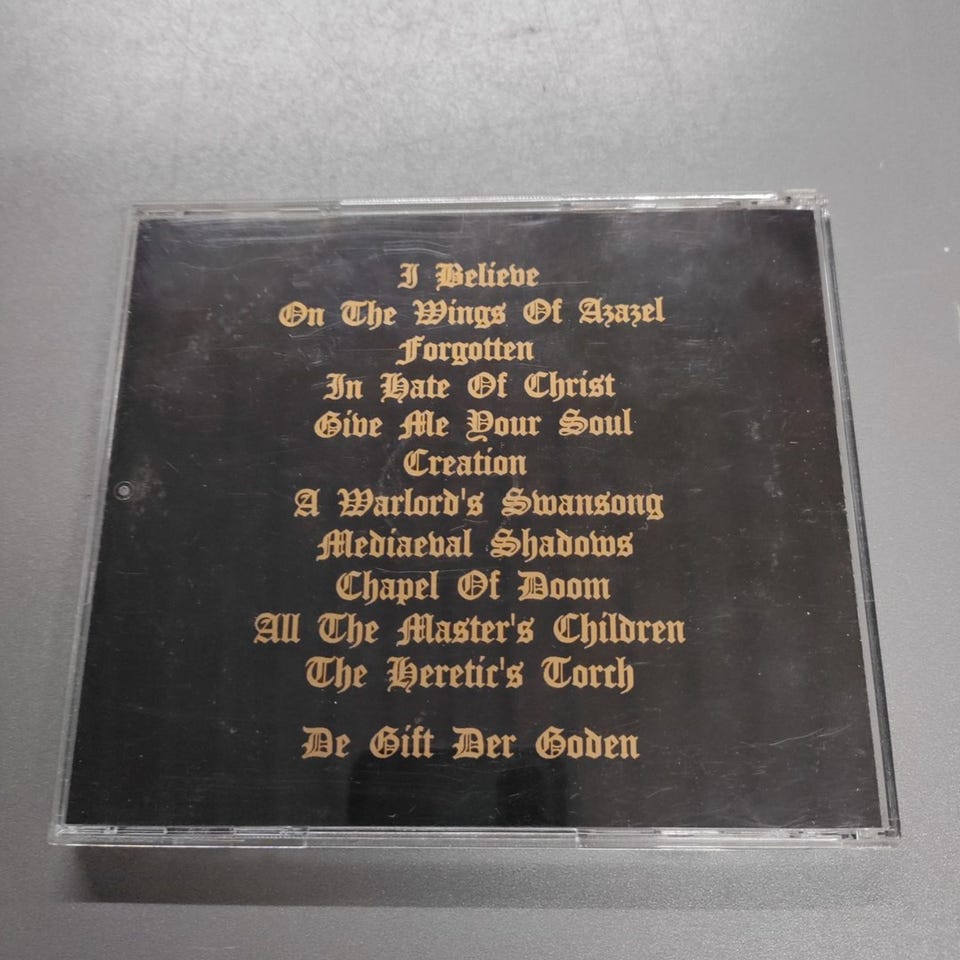 I Believe
On The Wings Of Azazel
Forgotten
In Hate Of Christ
Give Me Your Soul
Creation
A Warlord's Swansong
Mediaeval Shadows
Chapel Of Doom
All The Master's Children
The Heretic's Torch
De Gift Der Goden